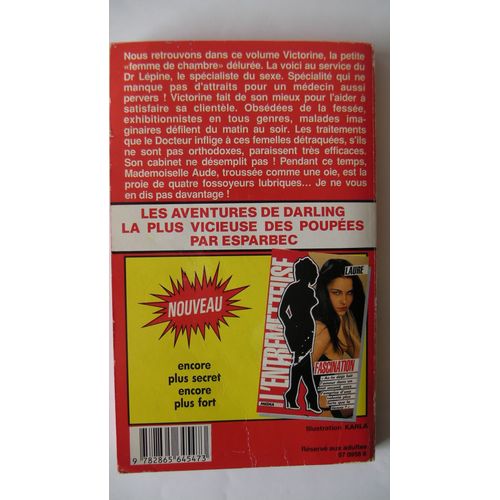 Nous retrouvons dans ce volume Victorine, la petite
«femme de chambre» délurée. La voici au service du
Dr Lépine, le spécialiste du sexe. Spécialité qui ne
manque pas d'attraits pour un médecin aussi
pervers ! Victorine fait de son mieux pour l'aider à
satisfaire sa clientèle. Obsédées de la fessée,
exhibitionnistes en tous genres, malades ima-
ginaires défilent du matin au soir. Les traitements
que le Docteur inflige à ces femelles détraquées, s'ils
ne sont pas orthodoxes, paraissent très efficaces.
Son cabinet ne désemplit pas ! Pendant ce temps,
Mademoiselle Aude, troussée comme une oie, est la
proie de quatre fossoyeurs lubriques... Je ne vous
en dis pas davantage !
LES AVENTURES DE DARLING
LA PLUS VICIEUSE DES POUPÉES
PAR ESPARBEC
NOUVEAU
encore
plus secret
encore
plus fort
L'ENTREMETTEUSE
LAURE
FASCINATION
MEDIA
Illustration KARLA
Réservé aux adultes
9 782865 645473